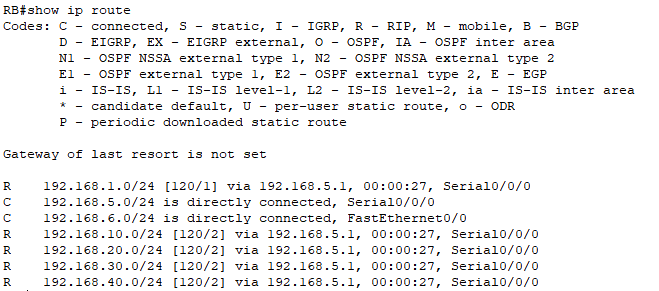 RB#show ip route
Codes: C - connected, S - static, I - IGRP, R - RIP, M - mobile, B - BGP
       D - EIGRP, EX - EIGRP external, O - OSPF, IA - OSPF inter area
       N1 - OSPF NSSA external type 1, N2 - OSPF NSSA external type 2
       E1 - OSPF external type 1, E2 - OSPF external type 2, E - EGP
       i - IS-IS, L1 - IS-IS level-1, L2 - IS-IS level-2, ia - IS-IS inter area
       * - candidate default, U - per-user static route, o - ODR
       P - periodic downloaded static route
Gateway of last resort is not set
R    192.168.1.0/24 [120/1] via 192.168.5.1, 00:00:27, Serial0/0/0
C    192.168.5.0/24 is directly connected, Serial0/0/0
C    192.168.6.0/24 is directly connected, FastEthernet0/0
R    192.168.10.0/24 [120/2] via 192.168.5.1, 00:00:27, Serial0/0/0
R    192.168.20.0/24 [120/2] via 192.168.5.1, 00:00:27, Serial0/0/0
R    192.168.30.0/24 [120/2] via 192.168.5.1, 00:00:27, Serial0/0/0
R    192.168.40.0/24 [120/2] via 192.168.5.1, 00:00:27, Serial0/0/0